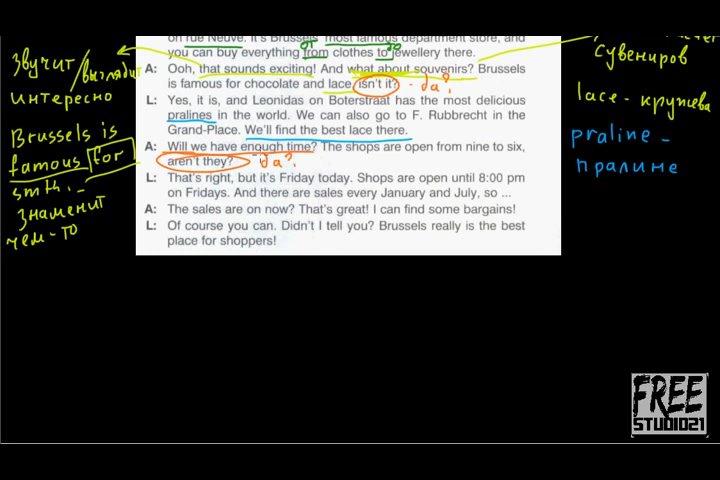 on rue Neuve. It's Brussels' most famous department store, and
от до
you can buy everything from clothes to jewellery there.
A: Ooh, that sounds exciting! And what about souvenirs? Brussels
is famous for chocolate and lace isn't it? - да?
L: Yes, it is, and Leonidas on Boterstraat has the most delicious
pralines in the world. We can also go to F. Rubbrecht in the
Grand-Place. We'll find the best lace there.
A: Will we have enough time? The shops are open from nine to six,
aren't they? - да?
L: That's right, but it's Friday today. Shops are open until 8:00 pm
on Fridays. And there are sales every January and July, so ...
A: The sales are on now? That's great! I can find some bargains!
L: Of course you can. Didn't I tell you? Brussels really is the best
place for shoppers!
Звучит/выглядит
интересно
Brussels is
famous for
smth. -
знаменит
чем-то
сувениров
lace - кружева
praline -
пралине
FREE
STUDIO21